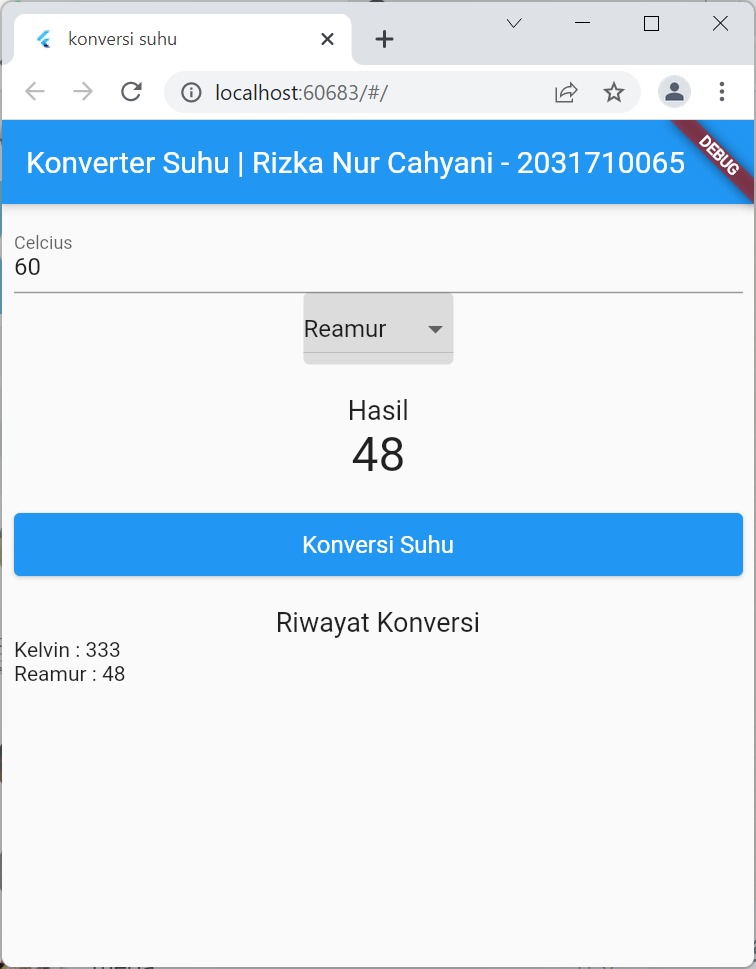 konversi suhu
localhost:60683/#/
Konverter Suhu | Rizka Nur Cahyani - 2031710065
DEBUG
Celcius
60
Reamur
Hasil
48
Konversi Suhu
Riwayat Konversi
Kelvin : 333
Reamur : 48